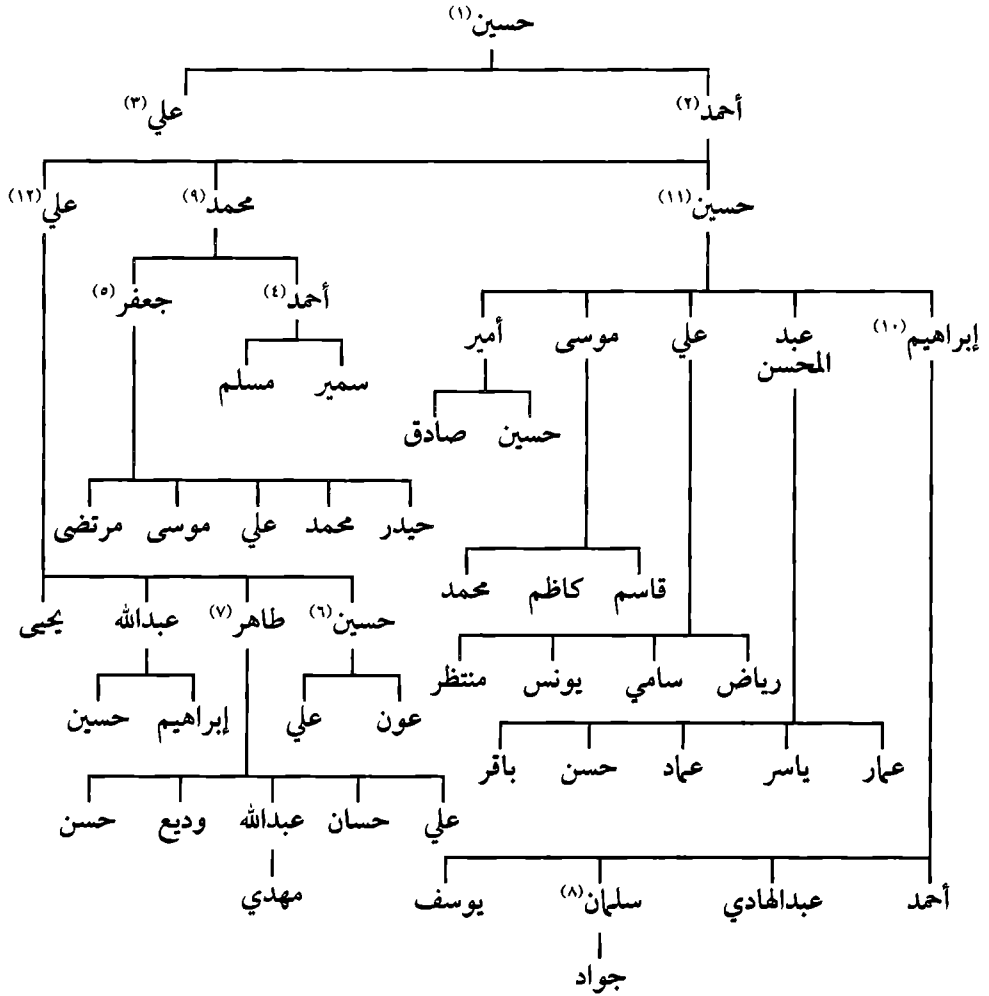 حسين(١)
أحمد(٢) علي(٣)
حسين(١١) محمد(٩) علي(١٢)
أحمد(٤) جعفر(٥)
إبراهيم(١٠) عبد المحسن علي موسى أمير
سمير مسلم
حسين صادق
حيدر محمد علي موسى مرتضى
قاسم كاظم محمد
حسين(٦) طاهر(٧) عبدالله يحيى
رياض سامي يونس منتظر
عون علي إبراهيم حسين
عمار ياسر عماد حسن باقر
علي حسان عبدالله وديع حسن
أحمد عبدالهادي سلمان(٨) يوسف مهدي
جواد